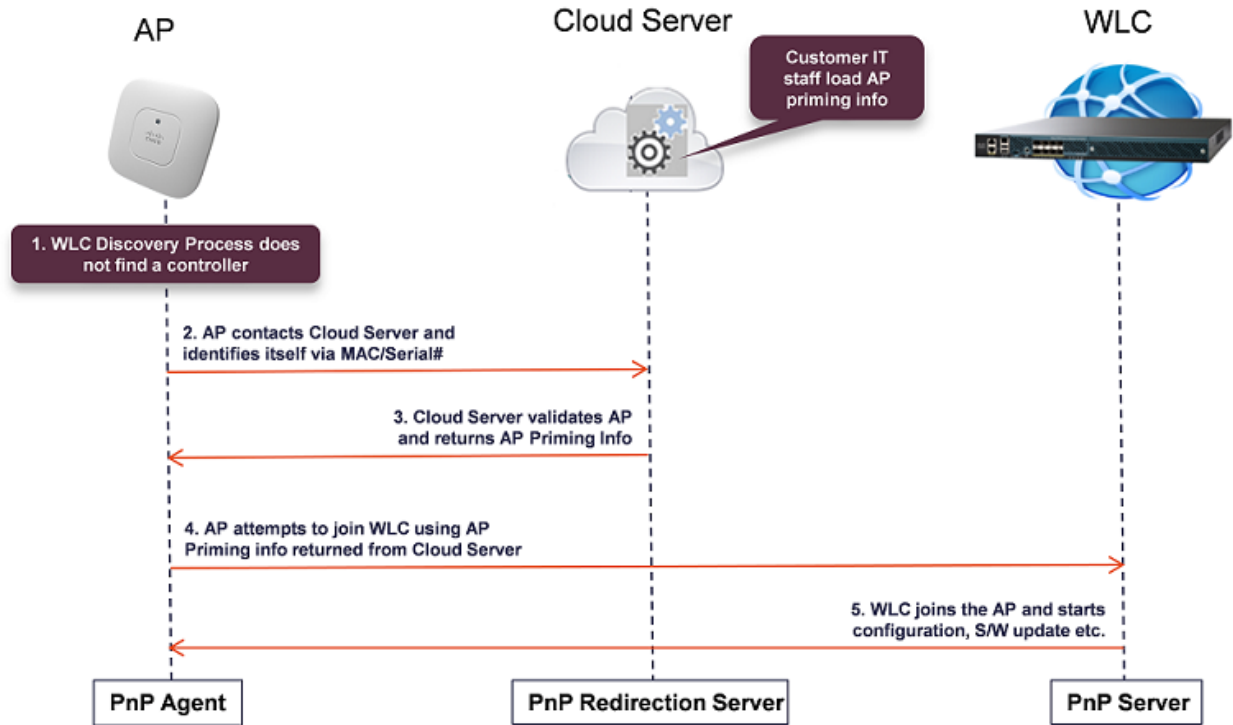 AP
Cloud Server
WLC
Customer IT
staff load AP
priming info
CISCO
1. WLC Discovery Process does
not find a controller
2. AP contacts Cloud Server and
identifies itself via MAC/Serial#
3. Cloud Server validates AP
and returns AP Priming Info
4. AP attempts to join WLC using AP
Priming info returned from Cloud Server
5. WLC joins the AP and starts
configuration, S/W update etc.
PnP Agent
PnP Redirection Server
PnP Server